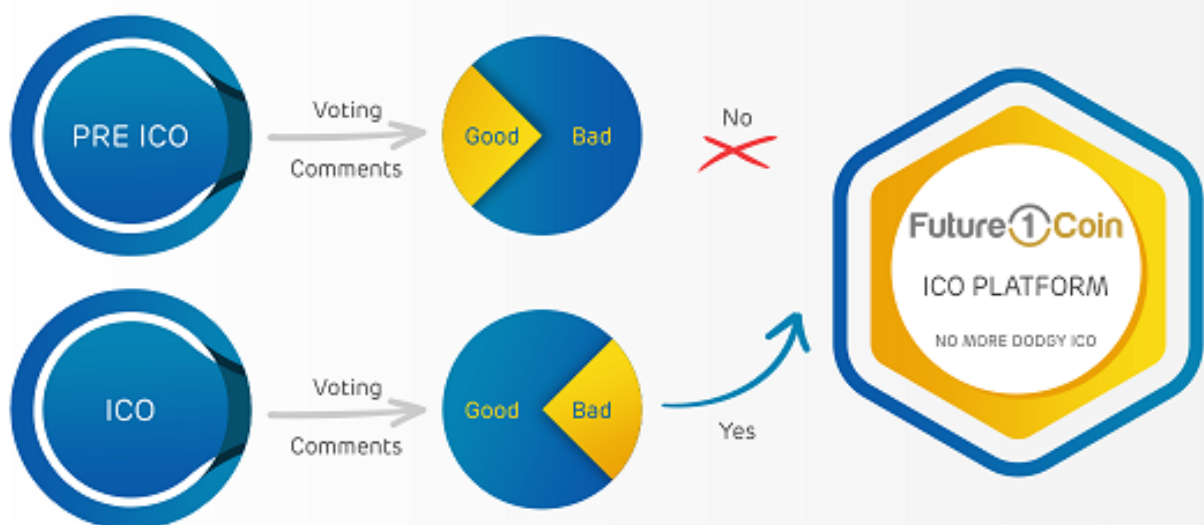 PRE ICO
Voting
Comments
Good
Bad
No
Future1Coin
ICO PLATFORM
NO MORE DODGY ICO
ICO
Voting
Comments
Good
Bad
Yes